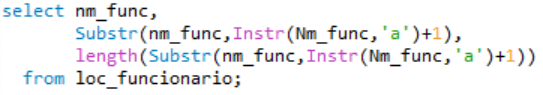 select nm_func,
Substr(nm_func,Instr(Nm_func,'a')+1),
length(Substr(nm_func,Instr(Nm_func,'a')+1))
from loc_funcionario;